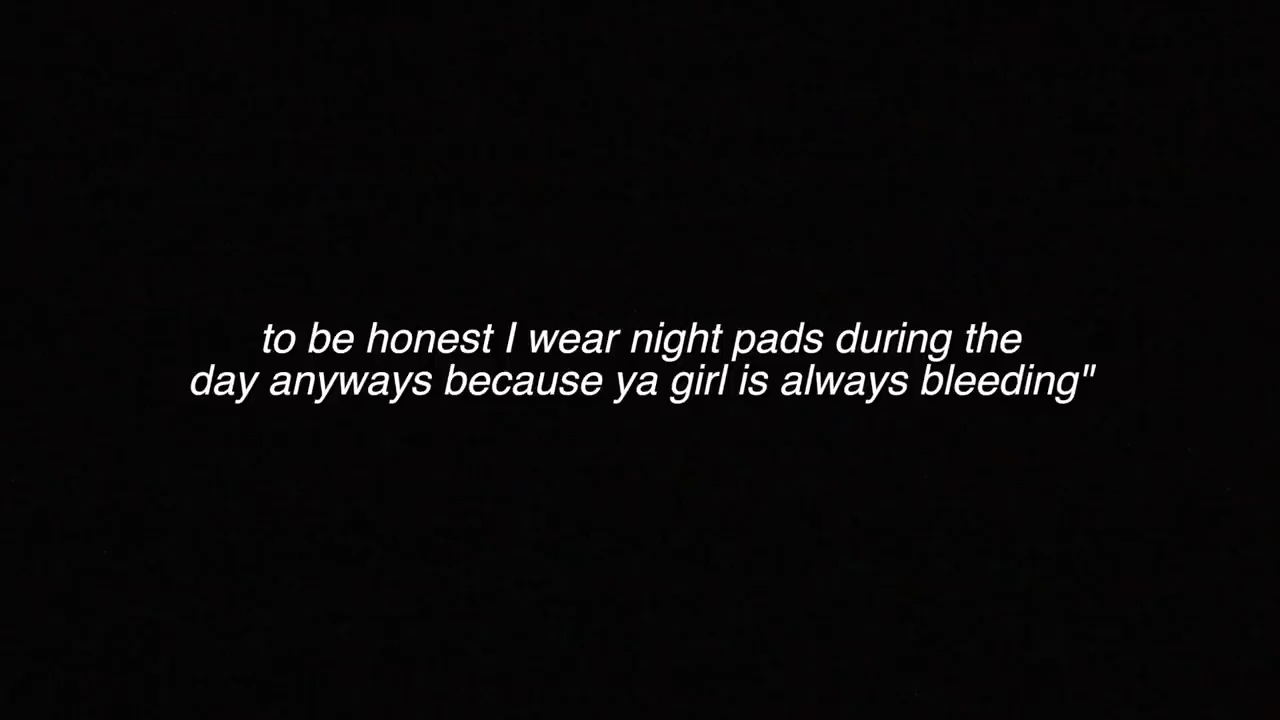 to be honest I wear night pads during the
day anyways because ya girl is always bleeding"